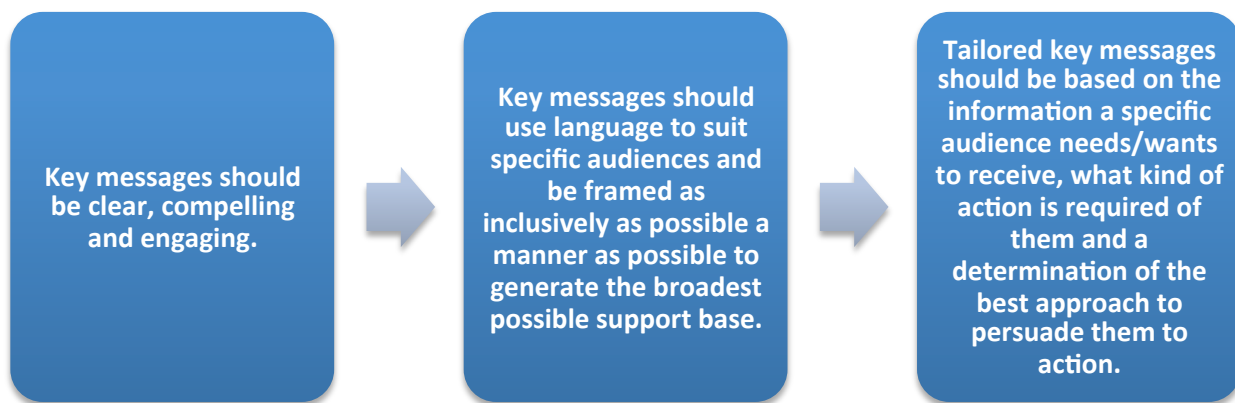 Key messages should
be clear, compelling
and engaging.
Key messages should
use language to suit
specific audiences and
be framed as
inclusively as possible a
manner as possible to
generate the broadest
possible support base.
Tailored key messages
should be based on the
information a specific
audience needs/wants
to receive, what kind of
action is required of
them and a
determination of the
best approach to
persuade them to
action.